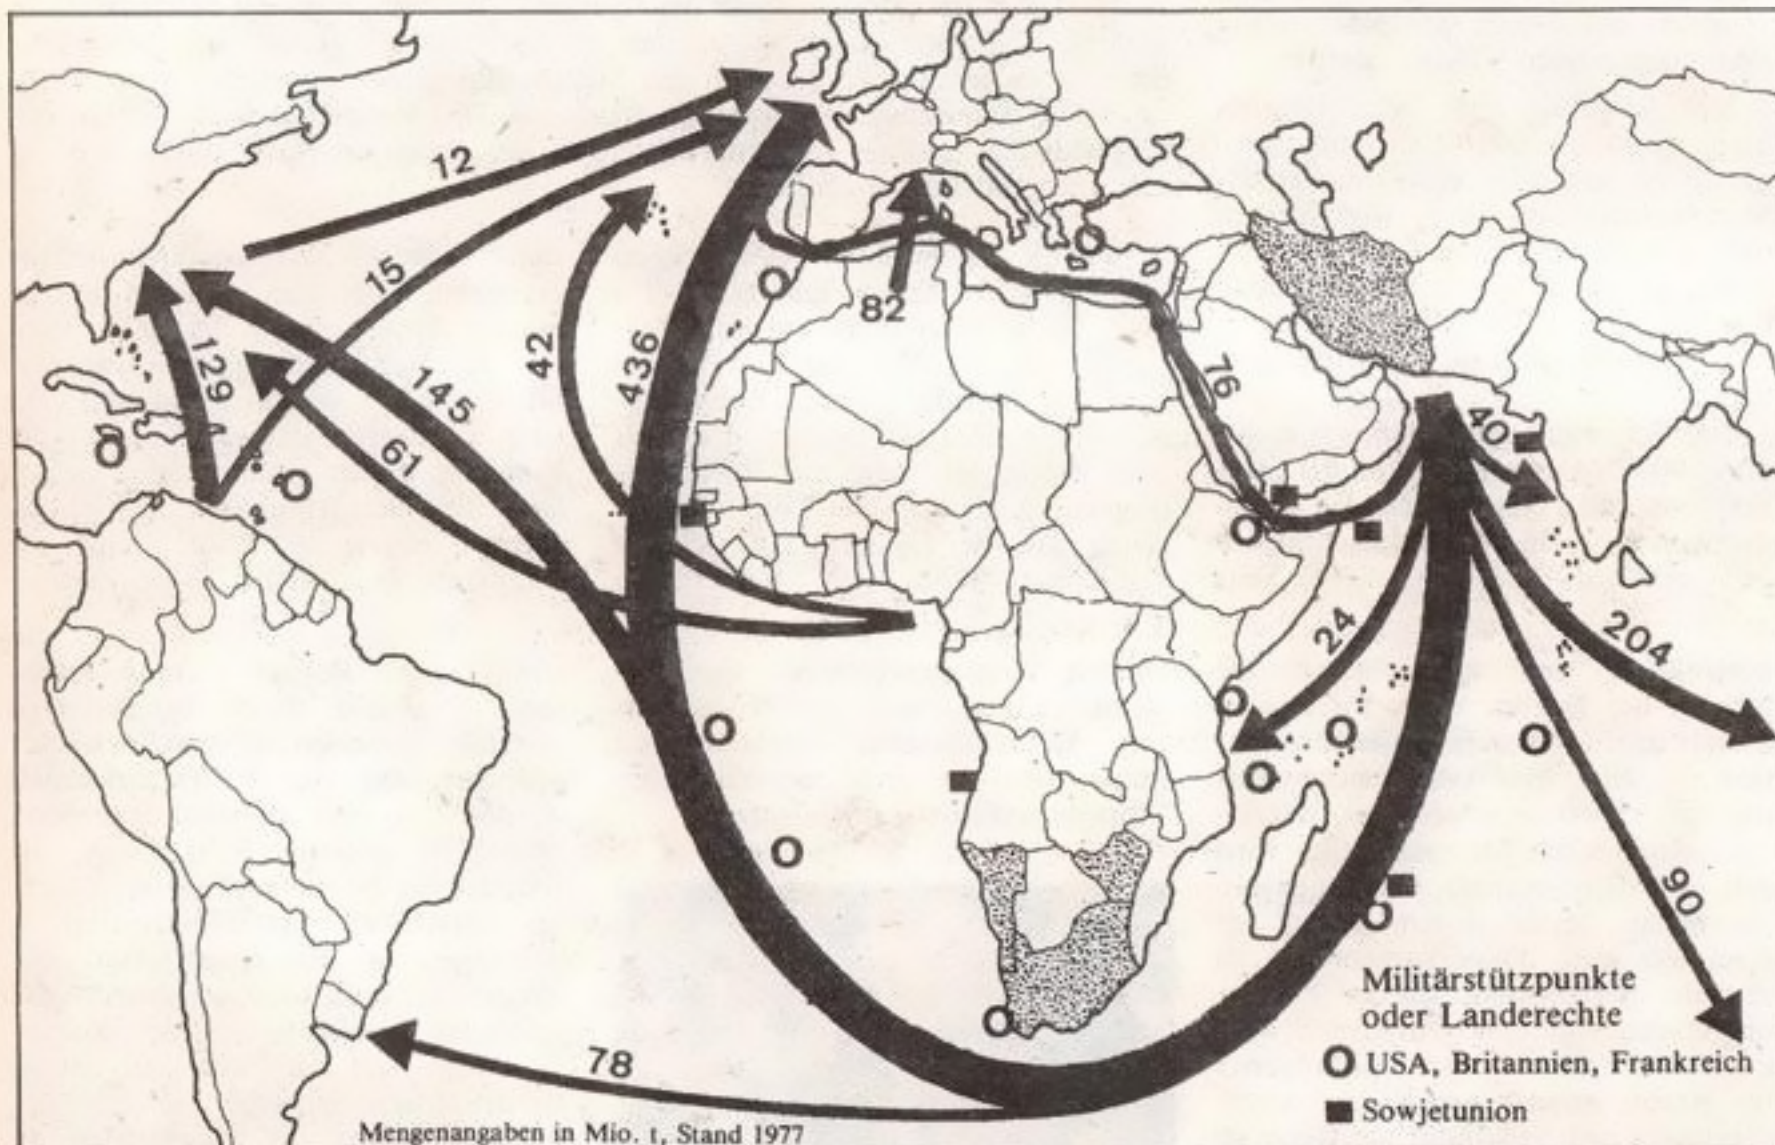 12
15
82
42
436
76
129
145
61
40
24
204
90
78
Militärstützpunkte
oder Landerechte
USA, Britannien, Frankreich
Sowjetunion
Mengenangaben in Mio. t, Stand 1977